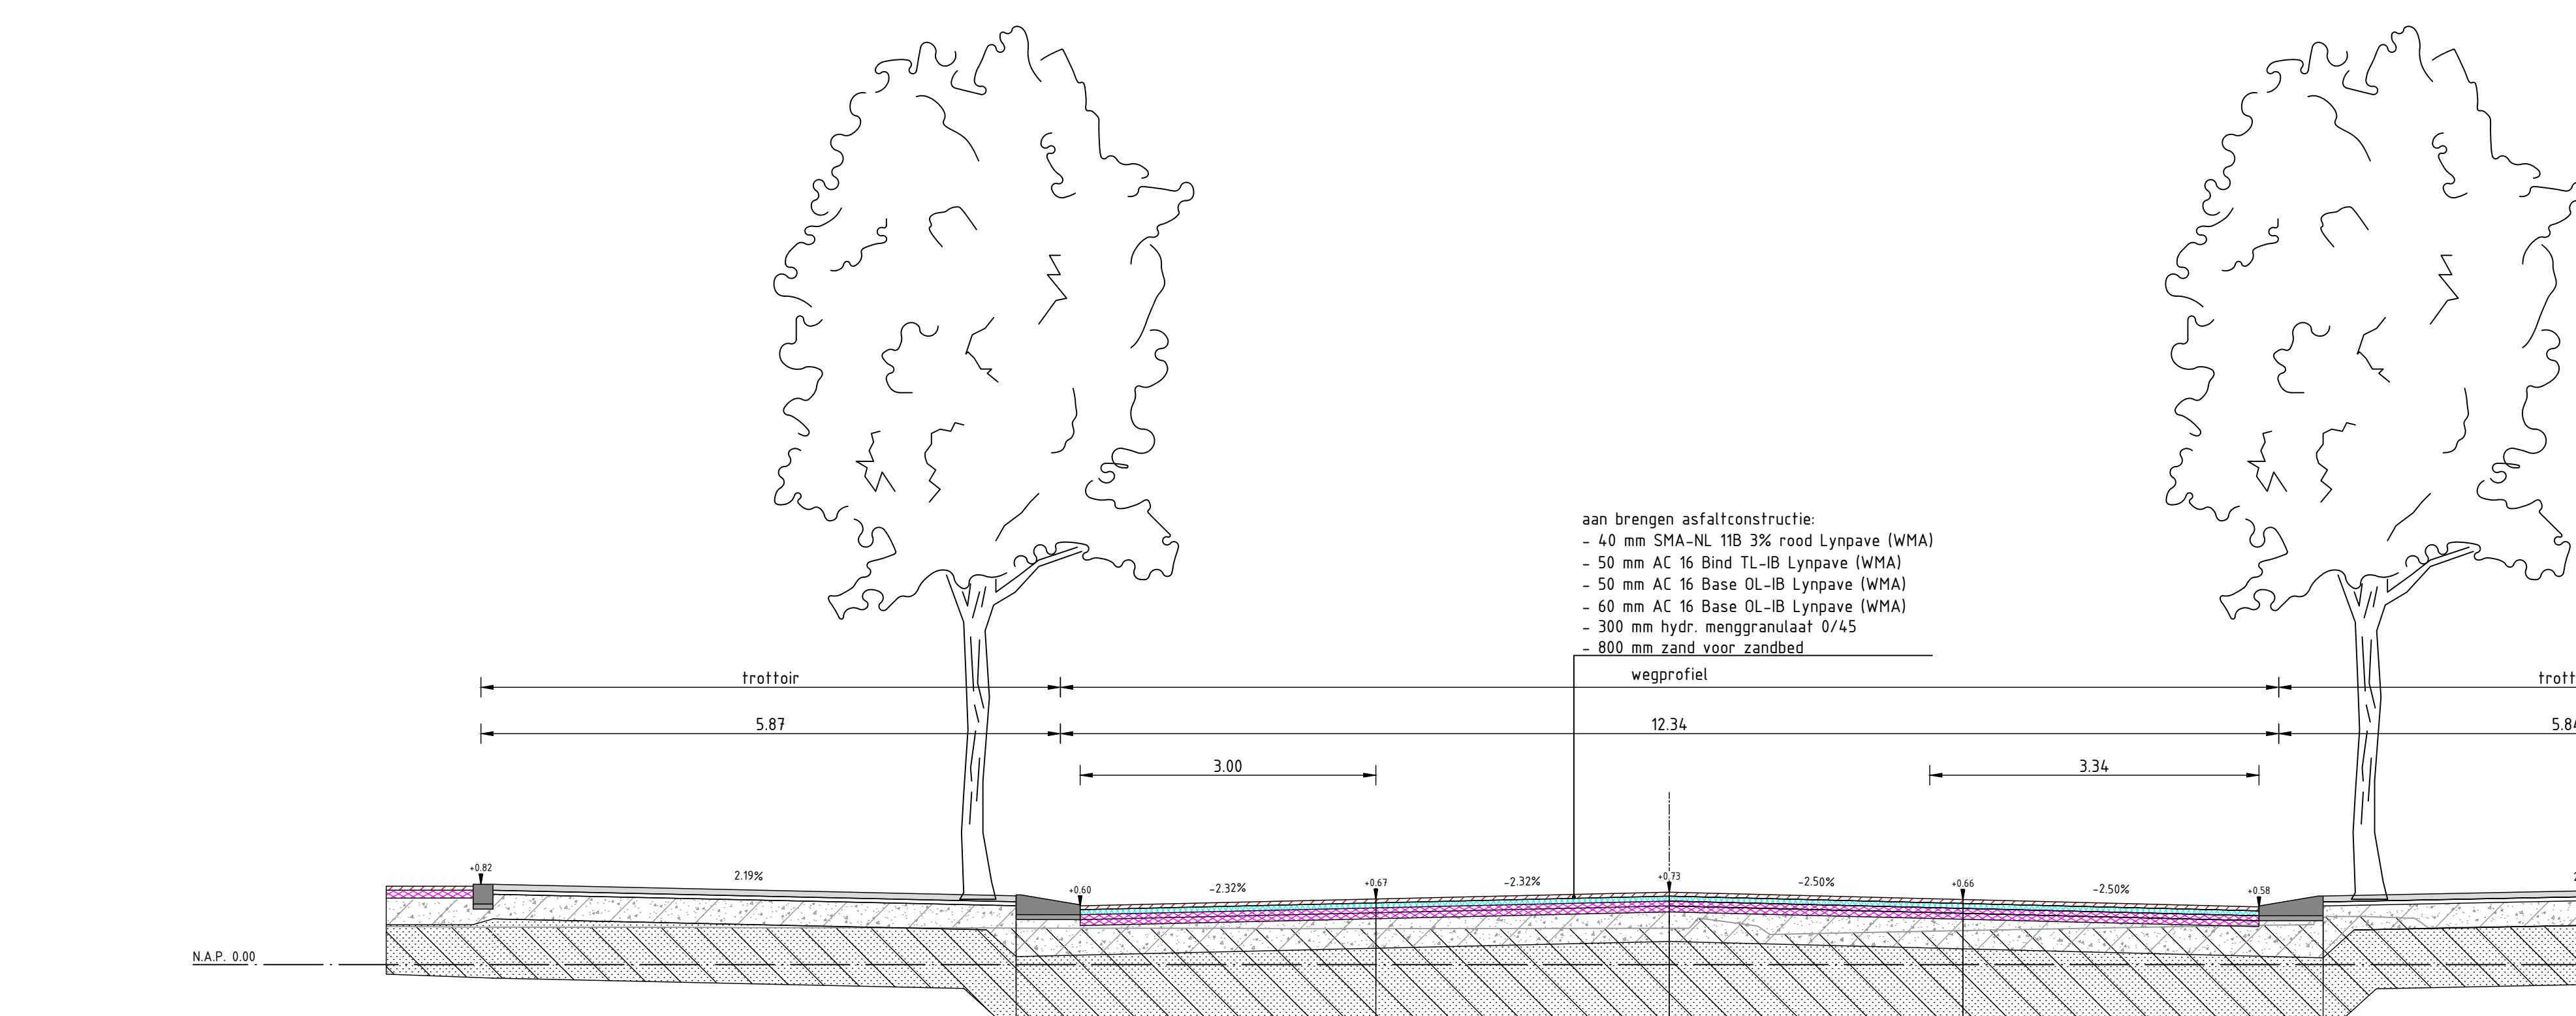 aan brengen asfaltconstructie:
- 40 mm SMA-NL 11B 3% rood Lynpave (WMA)
- 50 mm AC 16 Bind TL-IB Lynpave (WMA)
- 50 mm AC 16 Base OL-IB Lynpave (WMA)
- 60 mm AC 16 Base OL-IB Lynpave (WMA)
- 300 mm hydr. menggranulaat 0/45
- 800 mm zand voor zandbed
trottoir
wegprofiel
trott
5.87
12.34
5.84
3.00
3.34
+0.82
2.19%
+0.60
-2.32%
+0.67
-2.32%
+0.73
-2.50%
+0.66
-2.50%
+0.58
N.A.P. 0.00